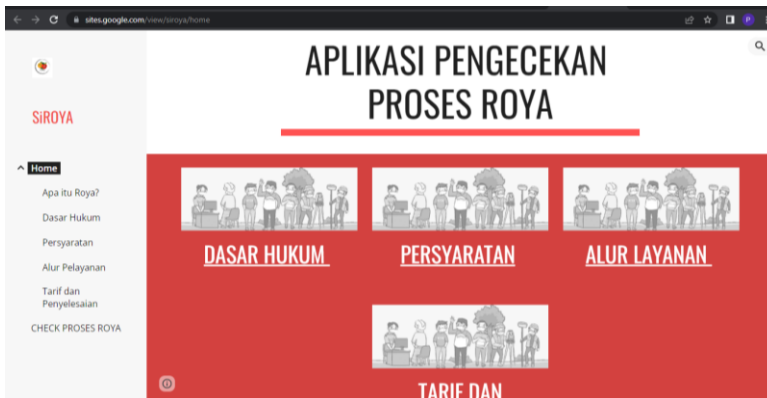 sites.google.com/view/siroya/home
SiROYA
Home
Apa itu Roya?
Dasar Hukum
Persyaratan
Alur Pelayanan
Tarif dan
Penyelesaian
CHECK PROSES ROYA
APLIKASI PENGECEKAN
PROSES ROYA
DASAR HUKUM
PERSYARATAN
ALUR LAYANAN
TARIF DAN